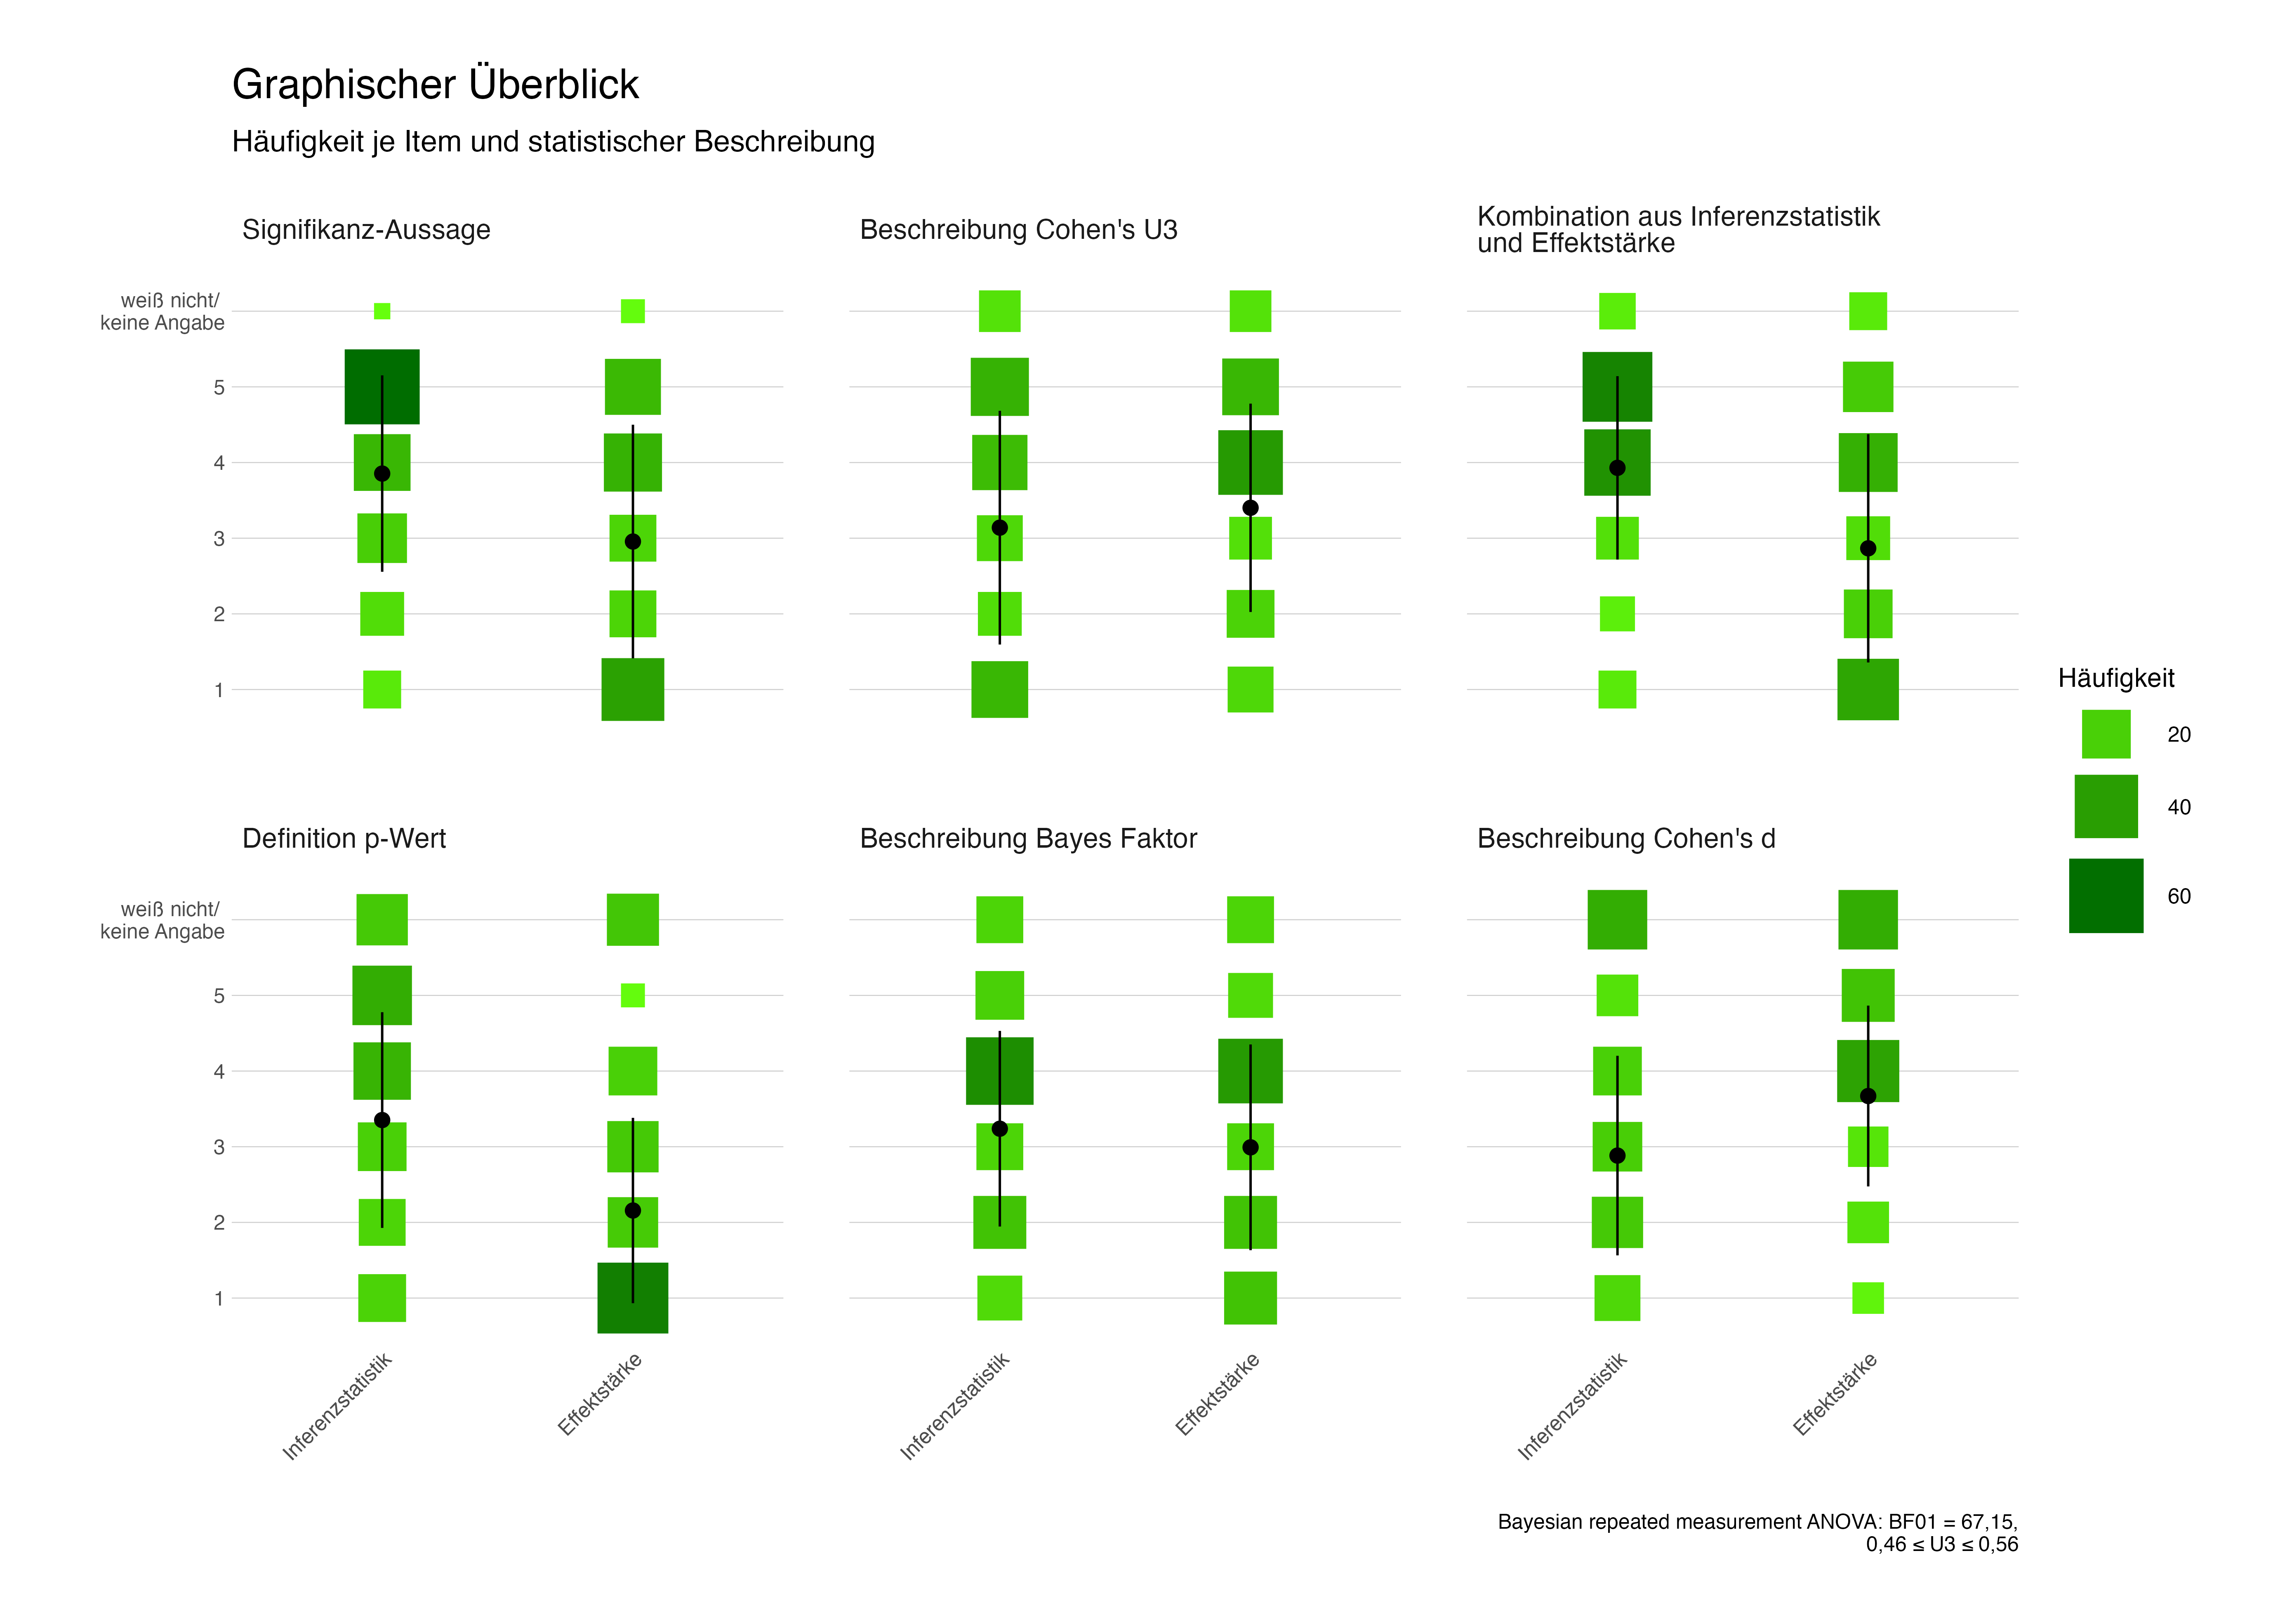 Graphischer Überblick
Häufigkeit je Item und statistischer Beschreibung
Signifikanz-Aussage
Beschreibung Cohen's U3
Kombination aus Inferenzstatistik
und Effektstärke
weiß nicht/
keine Angabe
5
4
3
2
1
Definition p-Wert
Beschreibung Bayes Faktor
Beschreibung Cohen's d
weiß nicht/
keine Angabe
5
4
3
2
1
Inferenzstatistik
Effektstärke
Inferenzstatistik
Effektstärke
Inferenzstatistik
Effektstärke
Häufigkeit
20
40
60
Bayesian repeated measurement ANOVA: BF01 = 67,15,
0,46 ≤ U3 ≤ 0,56